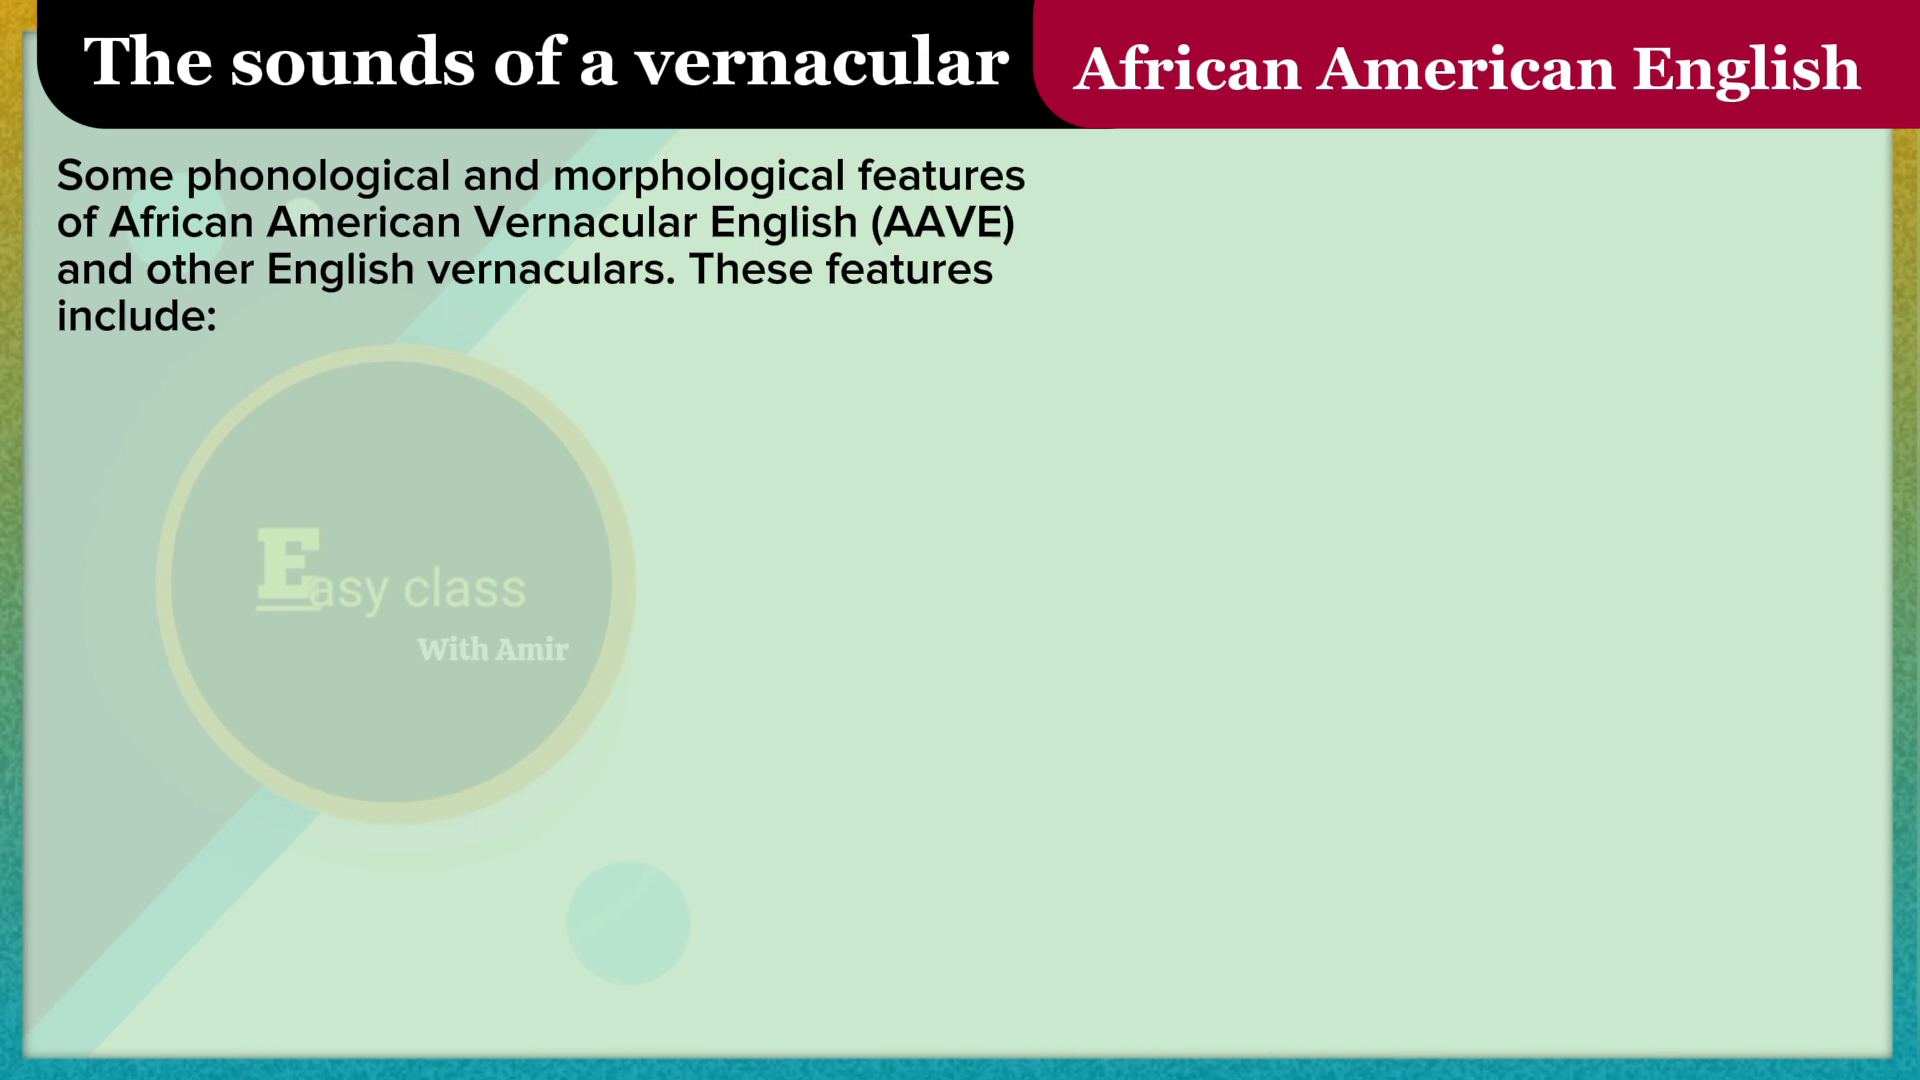 The sounds of a vernacular
African American English
Some phonological and morphological features
of African American Vernacular English (AAVE)
and other English vernaculars. These features
include:
Easy class
With Amir